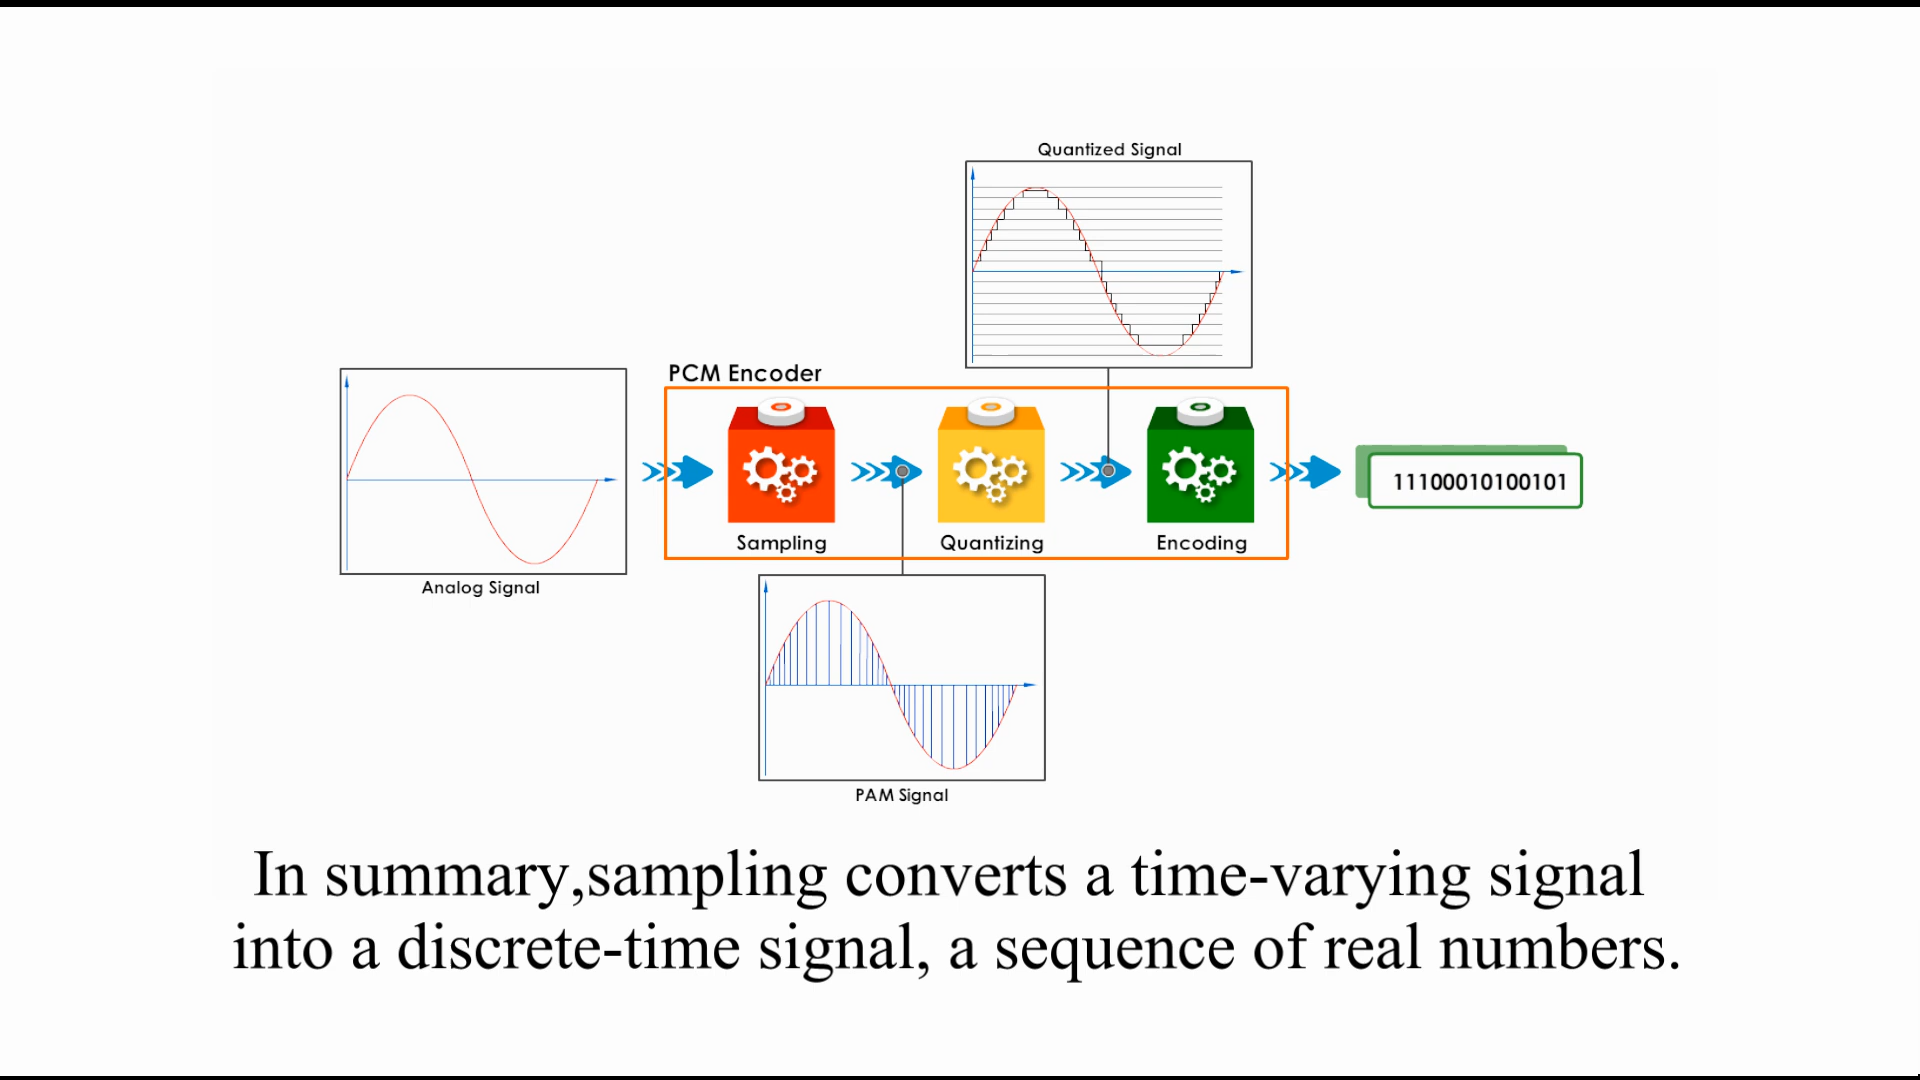 Quantized Signal
PCM Encoder
Sampling
Quantizing
Encoding
11100010100101
Analog Signal
PAM Signal
In summary,sampling converts a time-varying signal
into a discrete-time signal, a sequence of real numbers.